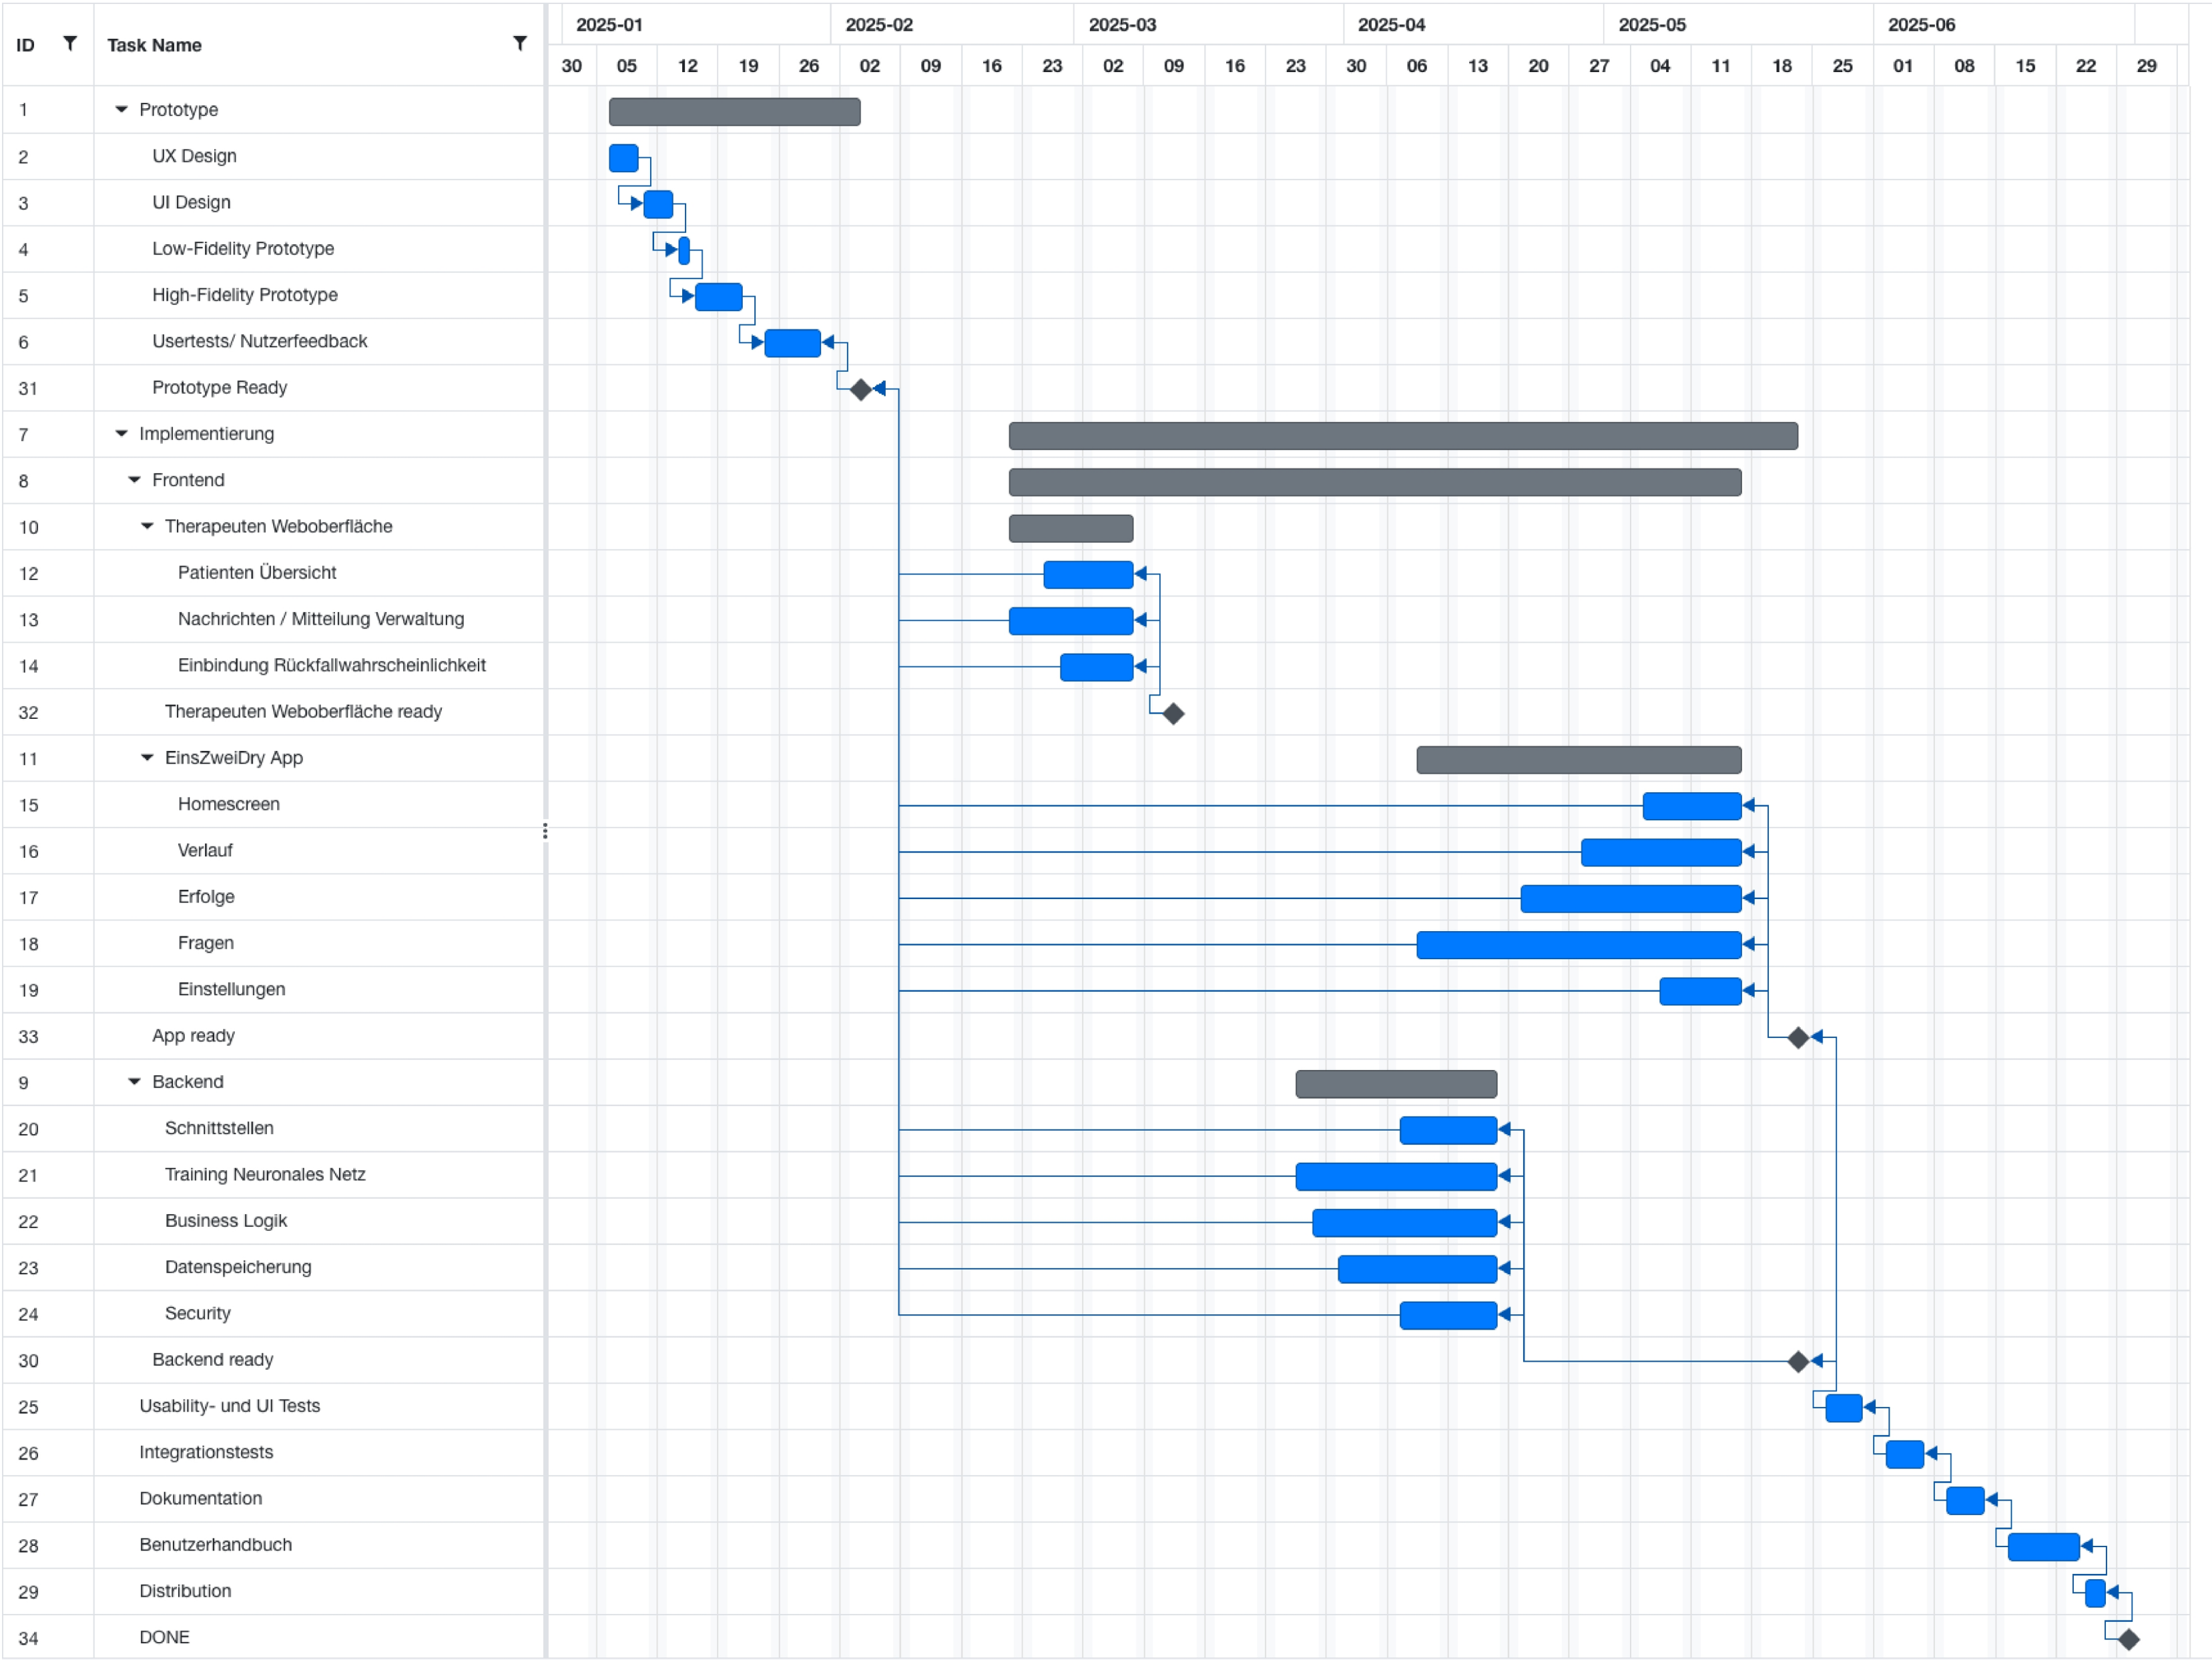 ID Task Name 2025-01 2025-02 2025-03 2025-04 2025-05 2025-06
30 05 12 19 26 02 09 16 23 02 09 16 23 30 06 13 20 27 04 11 18 25 01 08 15 22 29
1 Prototype
2 UX Design
3 UI Design
4 Low-Fidelity Prototype
5 High-Fidelity Prototype
6 Usertests/ Nutzerfeedback
31 Prototype Ready
7 Implementierung
8 Frontend
10 Therapeuten Weboberfläche
12 Patienten Übersicht
13 Nachrichten / Mitteilung Verwaltung
14 Einbindung Rückfallwahrscheinlichkeit
32 Therapeuten Weboberfläche ready
11 EinsZweiDry App
15 Homescreen
16 Verlauf
17 Erfolge
18 Fragen
19 Einstellungen
33 App ready
9 Backend
20 Schnittstellen
21 Training Neuronales Netz
22 Business Logik
23 Datenspeicherung
24 Security
30 Backend ready
25 Usability- und UI Tests
26 Integrationstests
27 Dokumentation
28 Benutzerhandbuch
29 Distribution
34 DONE